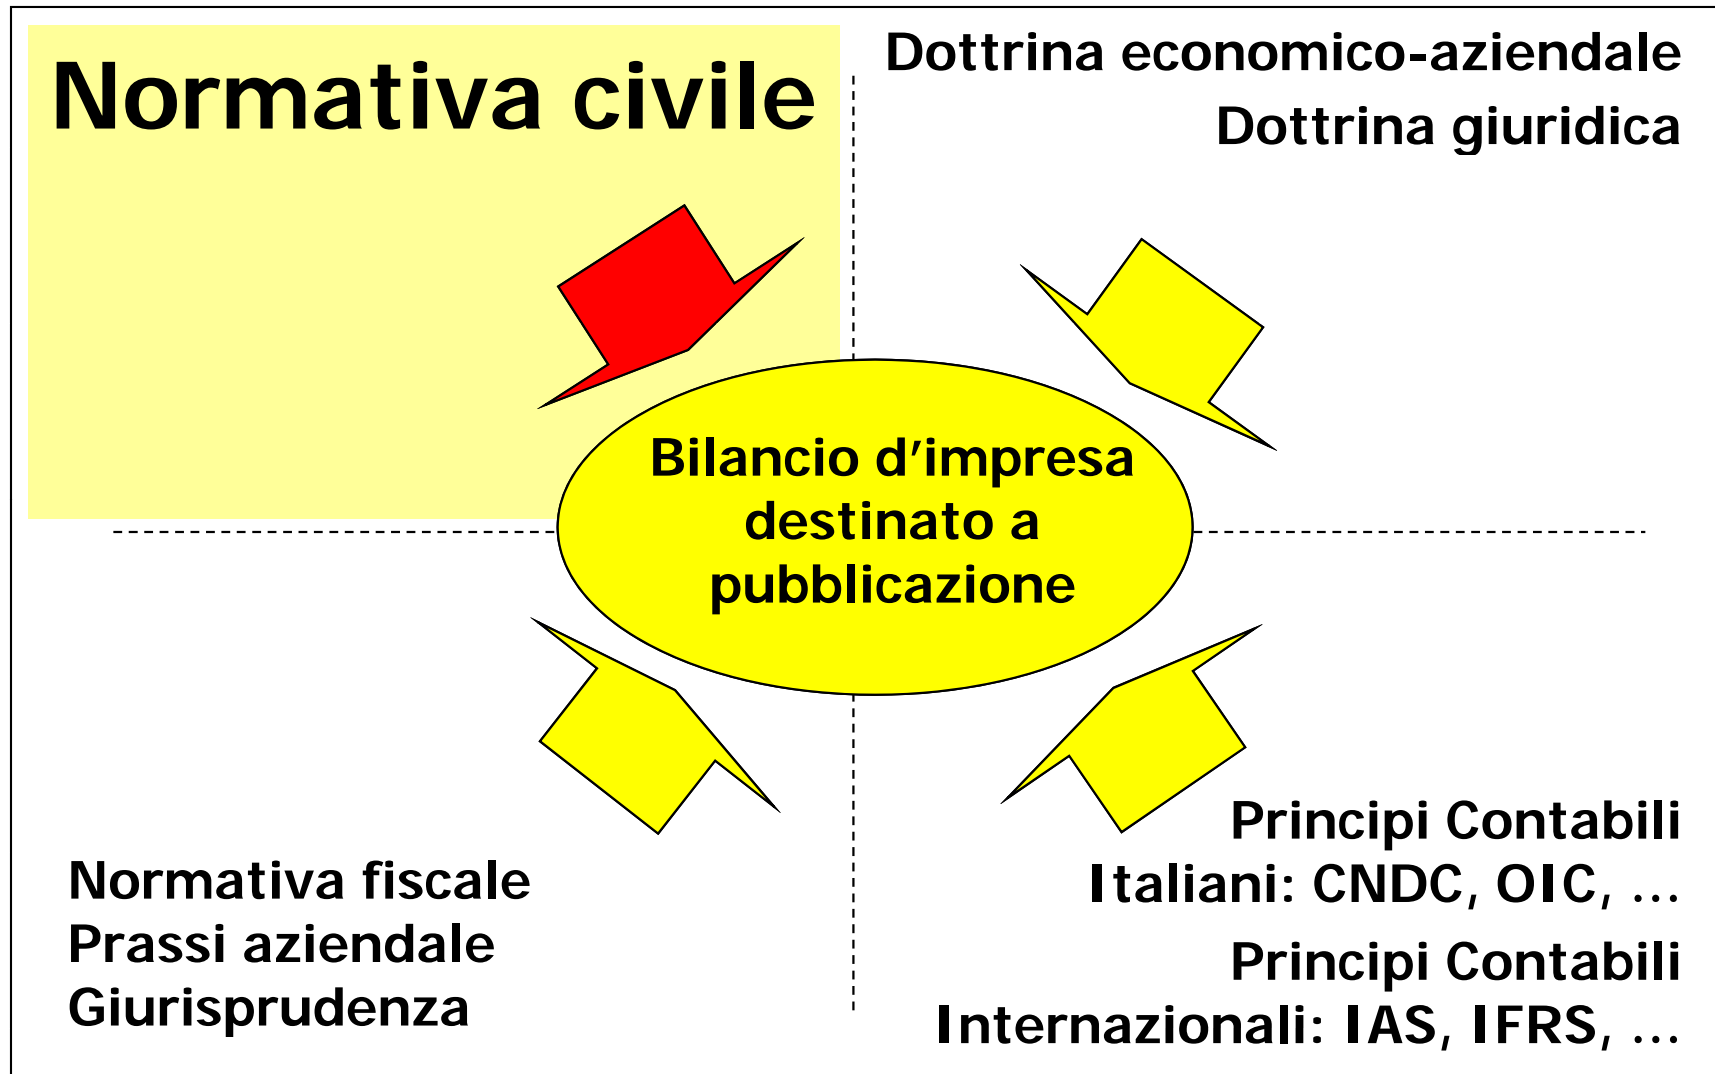 Normativa civile
Dottrina economico-aziendale
Dottrina giuridica
Bilancio d'impresa
destinato a
pubblicazione
Normativa fiscale
Prassi aziendale
Giurisprudenza
Principi Contabili
Italiani: CNDC, OIC, ...
Principi Contabili
Internazionali: IAS, IFRS, ...